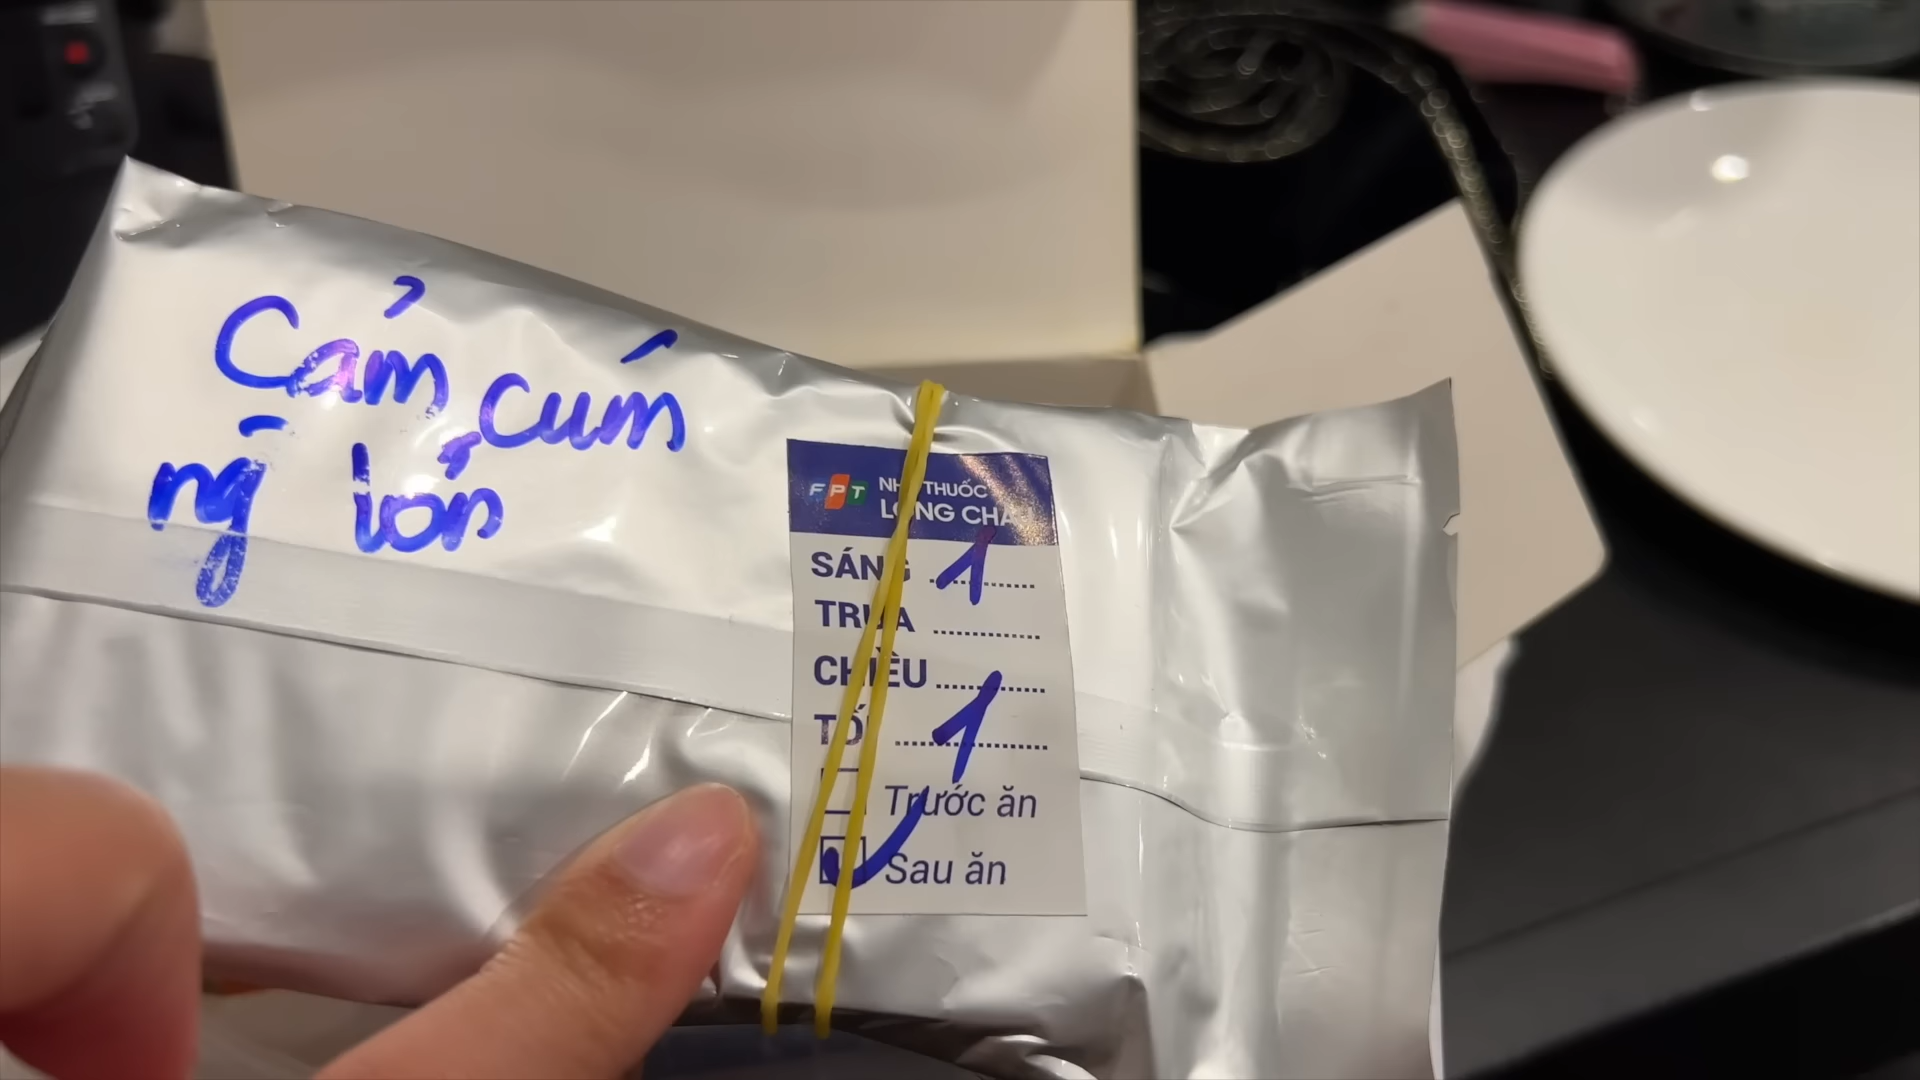 Cảm cúm
ng lớn
FPT NHÀ THUỐC
LONG CHÂU
SÁNG ........1........
TRƯA ................
CHIỀU ................
TỐI ........1........
Trước ăn
Sau ăn